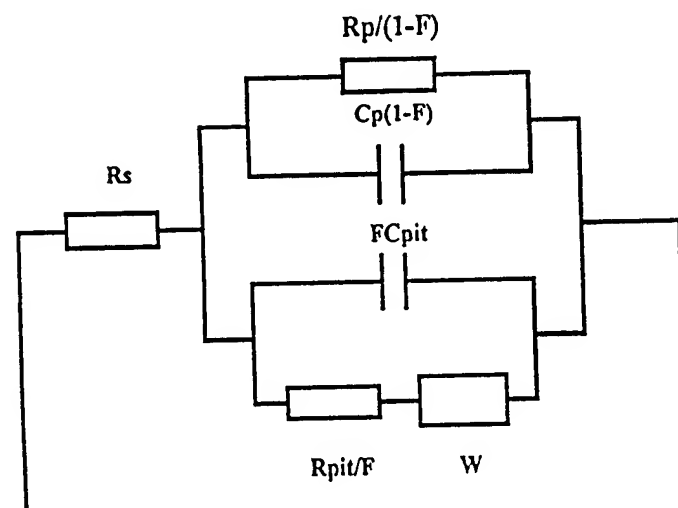 Rp/(1-F)
Cp(1-F)
Rs
FCpit
Rpit/F
W